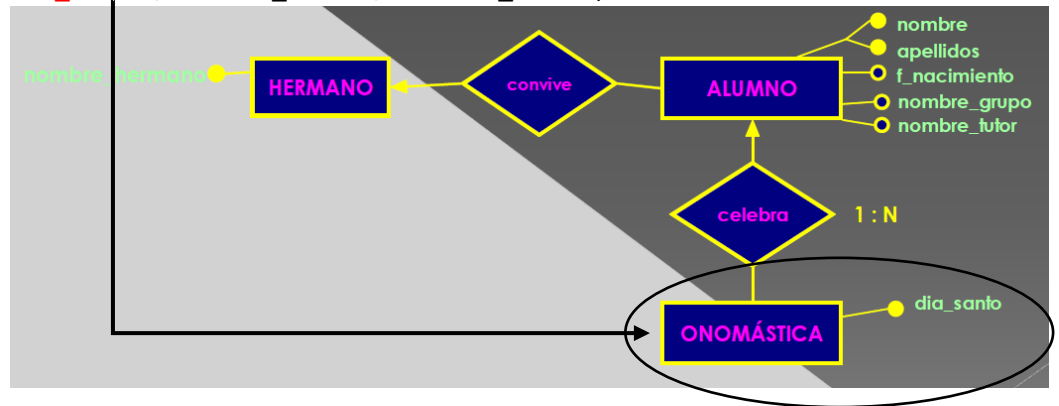 nombre
apellidos
nombre_hermano
f_nacimiento
HERMANO
convive
ALUMNO
nombre_grupo
nombre_tutor
celebra
1 : N
dia_santo
ONOMÁSTICA